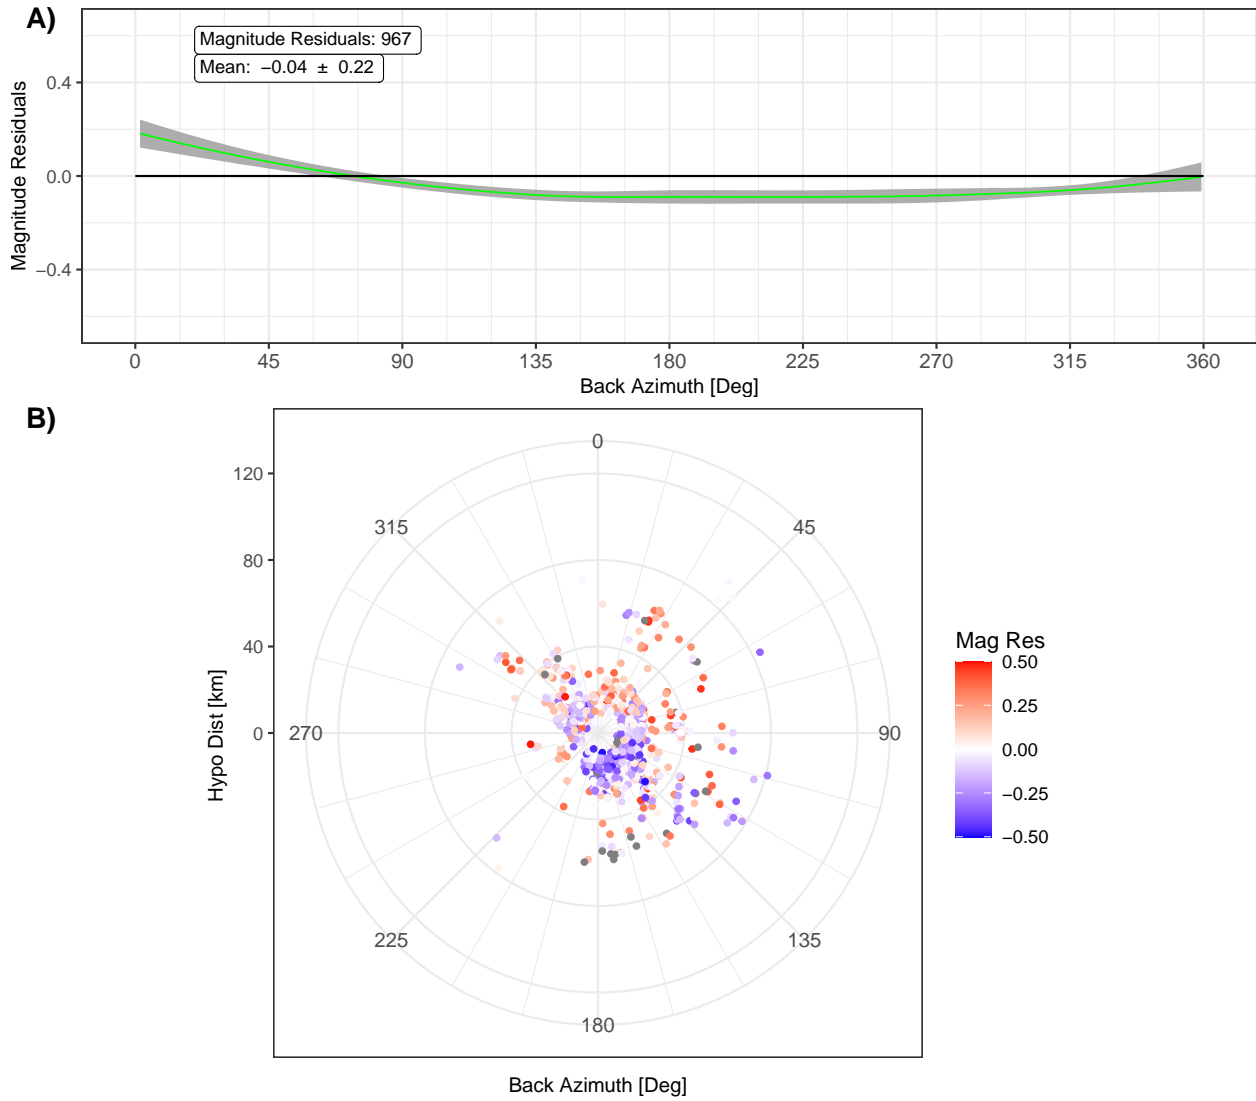 A)
Magnitude Residuals: 967
Mean:  −0.04  ±  0.22
Magnitude Residuals
0.4
0.0
−0.4
0 45 90 135 180 225 270 315 360
Back Azimuth [Deg]
B)
Hypo Dist [km]
120
80
40
0
0
45
90
135
180
225
270
315
Back Azimuth [Deg]
Mag Res
0.50
0.25
0.00
−0.25
−0.50